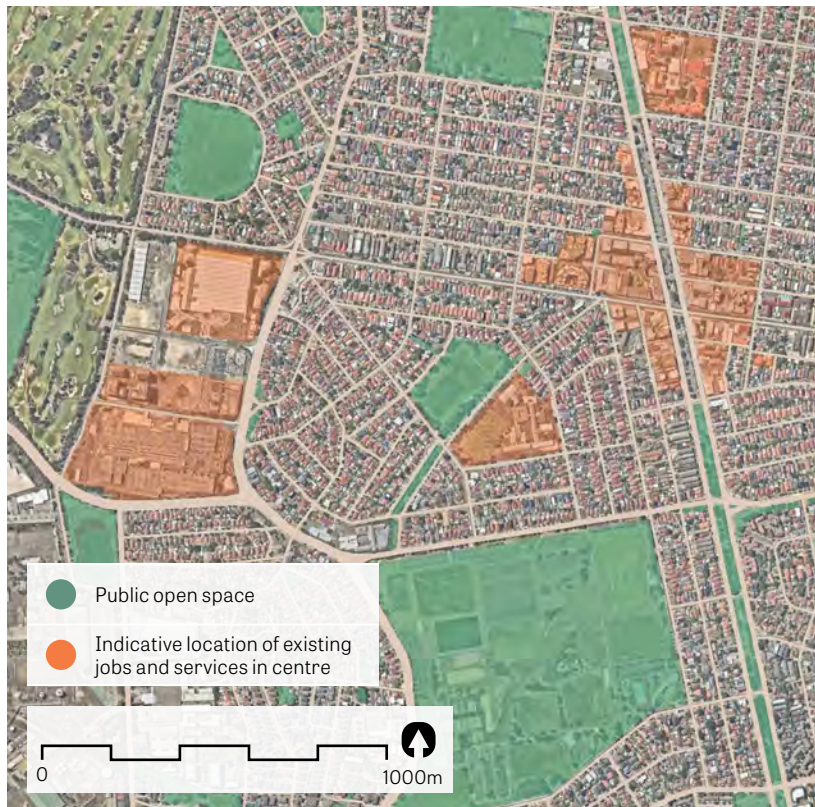 Public open space
Indicative location of existing
jobs and services in centre
0 1000m